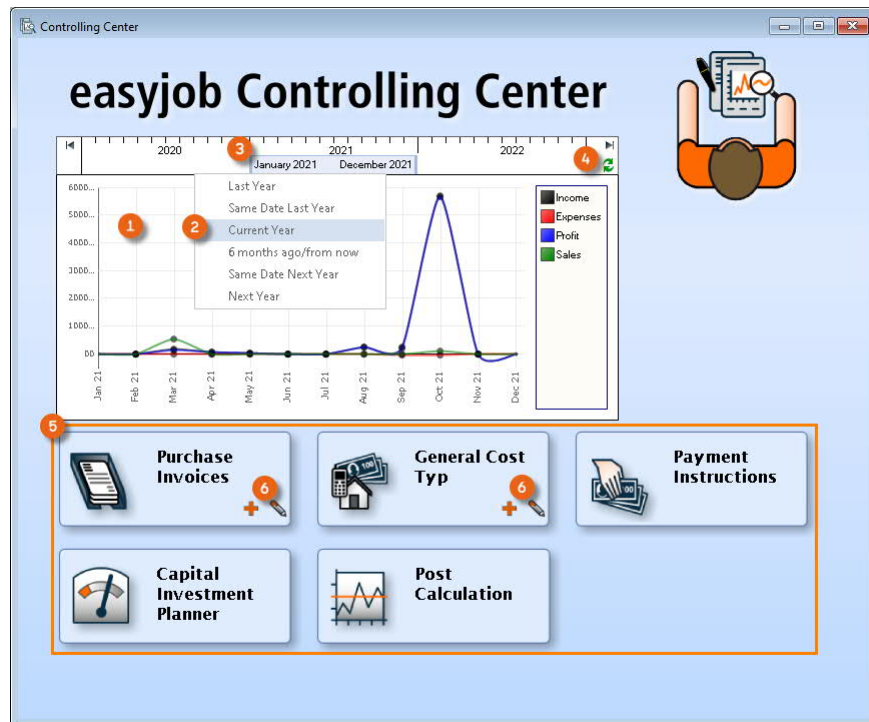 Controlling Center
easyjob Controlling Center
2020
2021
2022
3
4
January 2021 December 2021
Last Year
Same Date Last Year
Current Year
6 months ago/from now
Same Date Next Year
Next Year
1
2
6000...
5000...
4000...
3000...
2000...
1000...
00
Income
Expenses
Profit
Sales
Jan 21
Feb 21
Mar 21
Apr 21
May 21
Jun 21
Jul 21
Aug 21
Sep 21
Oct 21
Nov 21
Dec 21
5
Purchase
Invoices
6
General Cost
Typ
6
Payment
Instructions
Capital
Investment
Planner
Post
Calculation